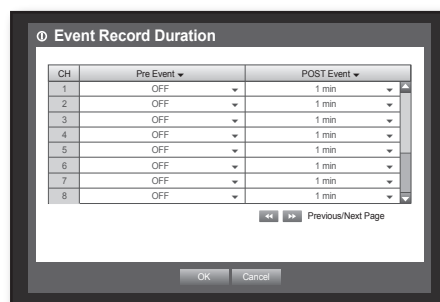 Event Record Duration
CH Pre Event POST Event
1 OFF 1 min
2 OFF 1 min
3 OFF 1 min
4 OFF 1 min
5 OFF 1 min
6 OFF 1 min
7 OFF 1 min
8 OFF 1 min
Previous/Next Page
OK Cancel